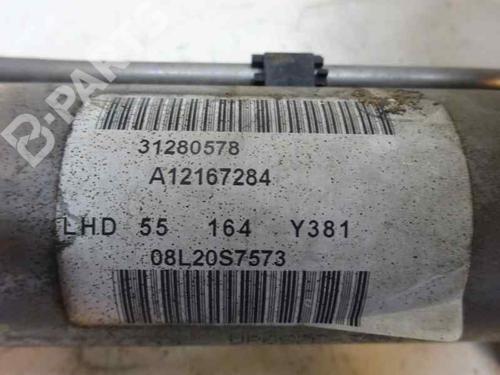 B-PARTS
31280578
A12167284
LHD 55 164 Y381
08L20S7573